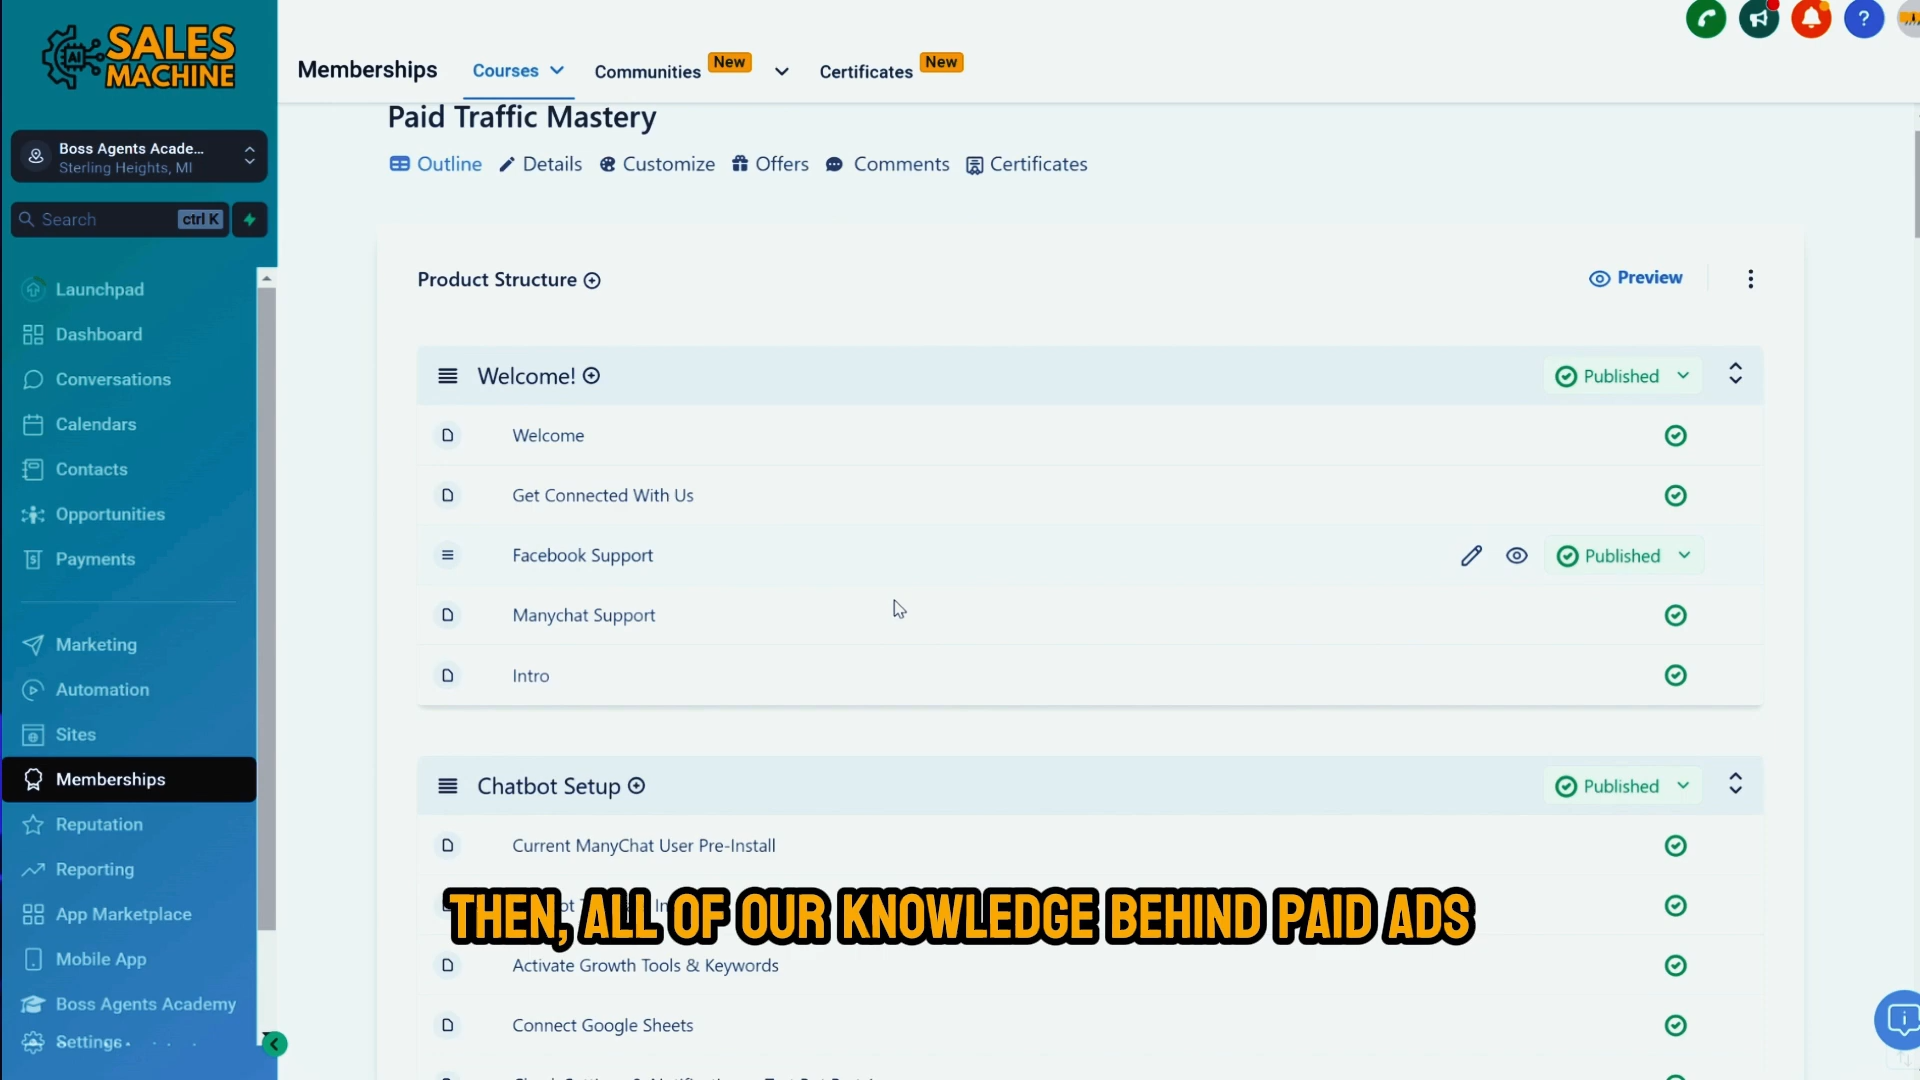 AI SALES
MACHINE
Memberships
Courses
Communities New
Certificates New
?
Boss Agents Acade...
Sterling Heights, MI
Search ctrl K
Launchpad
Dashboard
Conversations
Calendars
Contacts
Opportunities
Payments
Marketing
Automation
Sites
Memberships
Reputation
Reporting
App Marketplace
Mobile App
Boss Agents Academy
Settings
Paid Traffic Mastery
Outline Details Customize Offers Comments Certificates
Product Structure
Preview
Welcome!
Published
Welcome
Get Connected With Us
Facebook Support
Published
Manychat Support
Intro
Chatbot Setup
Published
Current ManyChat User Pre-Install
THEN, ALL OF OUR KNOWLEDGE BEHIND PAID ADS
Activate Growth Tools & Keywords
Connect Google Sheets